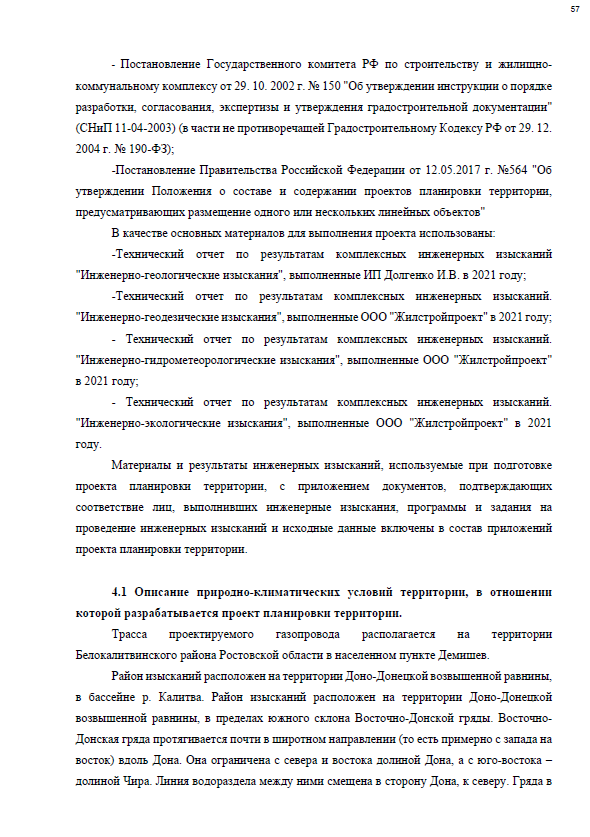 57
- Постановление Государственного комитета РФ по строительству и жилищно-
коммунальному комплексу от 29. 10. 2002 г. № 150 "Об утверждении инструкции о порядке
разработки, согласования, экспертизы и утверждения градостроительной документации"
(СНиП 11-04-2003) (в части не противоречащей Градостроительному Кодексу РФ от 29. 12.
2004 г. № 190-ФЗ);
-Постановление Правительства Российской Федерации от 12.05.2017 г. №564 "Об
утверждении Положения о составе и содержании проектов планировки территории,
предусматривающих размещение одного или нескольких линейных объектов"
В качестве основных материалов для выполнения проекта использованы:
-Технический отчет по результатам комплексных инженерных изысканий
"Инженерно-геологические изыскания", выполненные ИП Долгенко И.В. в 2021 году;
-Технический отчет по результатам комплексных инженерных изысканий.
"Инженерно-геодезические изыскания", выполненные ООО "Жилстройпроект" в 2021 году;
- Технический отчет по результатам комплексных инженерных изысканий.
"Инженерно-гидрометеорологические изыскания", выполненные ООО "Жилстройпроект"
в 2021 году;
- Технический отчет по результатам комплексных инженерных изысканий.
"Инженерно-экологические изыскания", выполненные ООО "Жилстройпроект" в 2021
году.
Материалы и результаты инженерных изысканий, используемые при подготовке
проекта планировки территории, с приложением документов, подтверждающих
соответствие лиц, выполнивших инженерные изыскания, программы и задания на
проведение инженерных изысканий и исходные данные включены в состав приложений
проекта планировки территории.
4.1 Описание природно-климатических условий территории, в отношении
которой разрабатывается проект планировки территории.
Трасса проектируемого газопровода располагается на территории
Белокалитвинского района Ростовской области в населенном пункте Демишев.
Район изысканий расположен на территории Доно-Донецкой возвышенной равнины,
в бассейне р. Калитва. Район изысканий расположен на территории Доно-Донецкой
возвышенной равнины, в пределах южного склона Восточно-Донской гряды. Восточно-
Донская гряда протягивается почти в широтном направлении (то есть примерно с запада на
восток) вдоль Дона. Она ограничена с севера и востока долиной Дона, а с юго-востока –
долиной Чира. Линия водораздела между ними смещена в сторону Дона, к северу. Гряда в